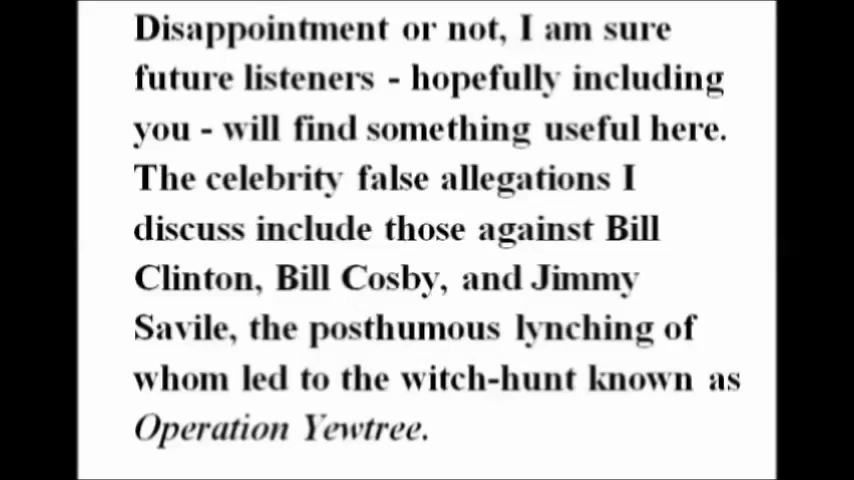 Disappointment or not, I am sure
future listeners - hopefully including
you - will find something useful here.
The celebrity false allegations I
discuss include those against Bill
Clinton, Bill Cosby, and Jimmy
Savile, the posthumous lynching of
whom led to the witch-hunt known as
Operation Yewtree.